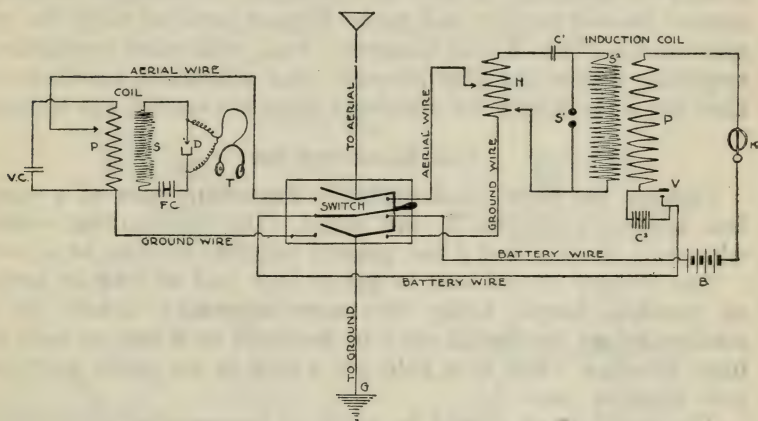 AERIAL WIRE
COIL
P
S
D
T
V.C.
F.C.
GROUND WIRE
TO AERIAL
SWITCH
TO GROUND
G
AERIAL WIRE
GROUND WIRE
H
C'
S'
INDUCTION COIL
S²
P
K
V
C²
B
BATTERY WIRE
BATTERY WIRE